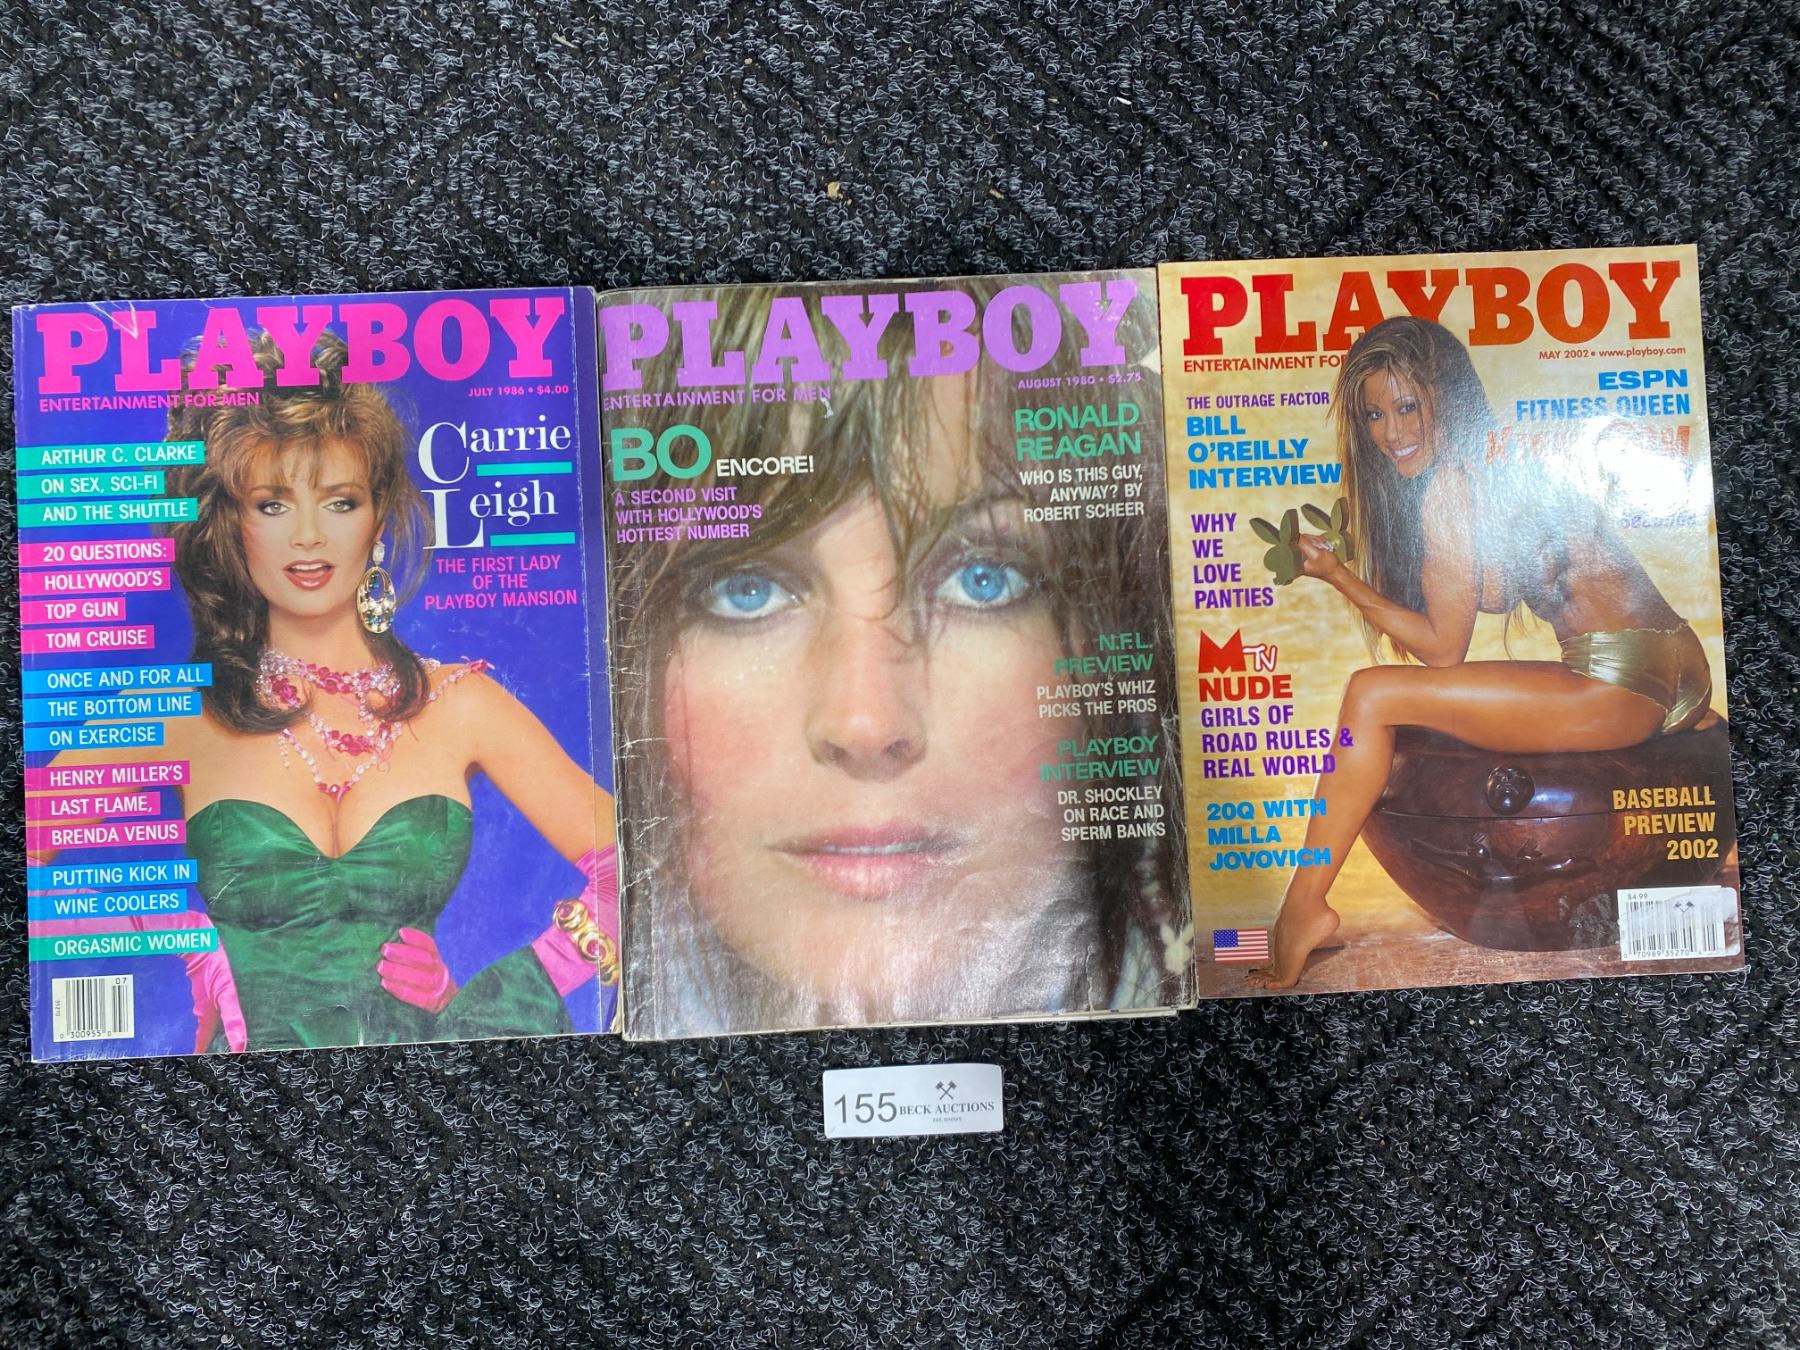 PLAYBOY
ENTERTAINMENT FOR MEN
JULY 1986 • $4.00
Carrie
Leigh
THE FIRST LADY
OF THE
PLAYBOY MANSION
ARTHUR C. CLARKE
ON SEX, SCI-FI
AND THE SHUTTLE
20 QUESTIONS:
HOLLYWOOD'S
TOP GUN
TOM CRUISE
ONCE AND FOR ALL
THE BOTTOM LINE
ON EXERCISE
HENRY MILLER'S
LAST FLAME,
BRENDA VENUS
PUTTING KICK IN
WINE COOLERS
ORGASMIC WOMEN
07
0 300955 0
PLAYBOY
ENTERTAINMENT FOR MEN
AUGUST 1980 • $2.75
BO ENCORE!
A SECOND VISIT
WITH HOLLYWOOD'S
HOTTEST NUMBER
RONALD
REAGAN
WHO IS THIS GUY,
ANYWAY? BY
ROBERT SCHEER
N.F.L.
PREVIEW
PLAYBOY'S WHIZ
PICKS THE PROS
PLAYBOY
INTERVIEW
DR. SHOCKLEY
ON RACE AND
SPERM BANKS
PLAYBOY
ENTERTAINMENT FOR
MAY 2002 • www.playboy.com
THE OUTRAGE FACTOR
BILL
O'REILLY
INTERVIEW
ESPN
FITNESS QUEEN
WHY
WE
LOVE
PANTIES
MTV
NUDE
GIRLS OF
ROAD RULES &
REAL WORLD
20Q WITH
MILLA
JOVOVICH
BASEBALL
PREVIEW
2002
$4.99
0 70989 35270
155 BECK AUCTIONS